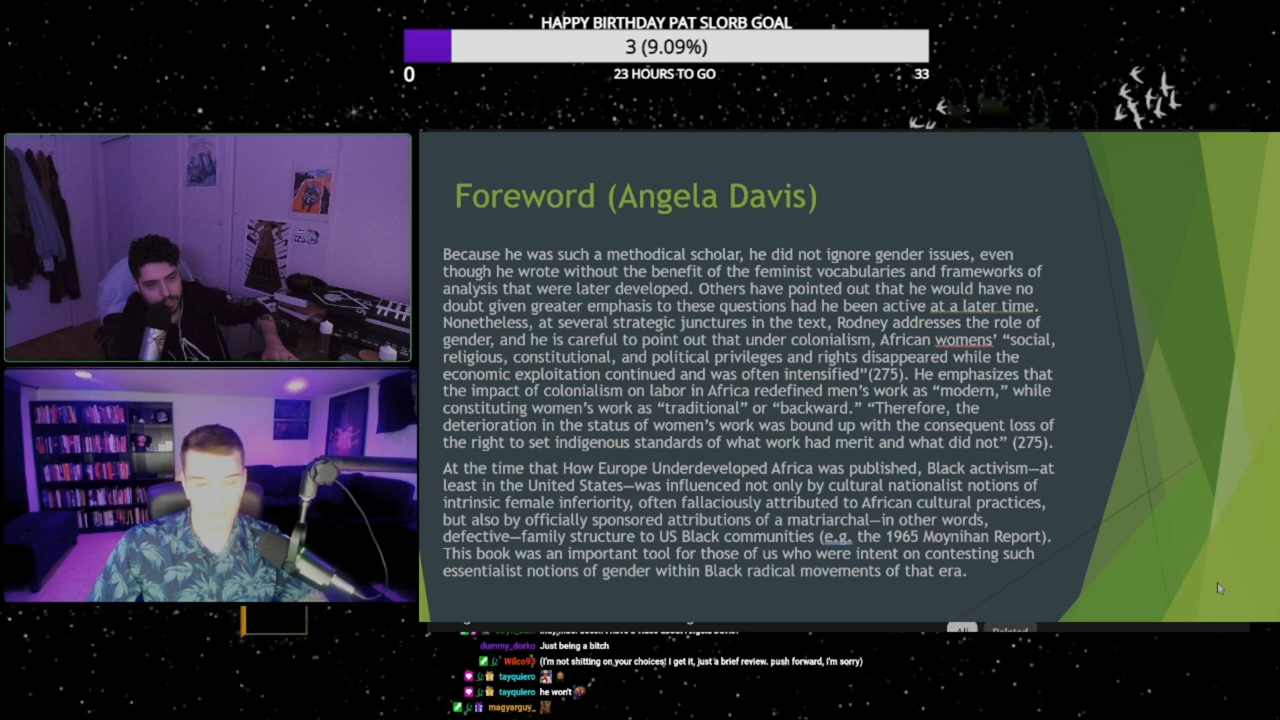 HAPPY BIRTHDAY PAT SLORB GOAL
3 (9.09%)
0
23 HOURS TO GO
33
Foreword (Angela Davis)
Because he was such a methodical scholar, he did not ignore gender issues, even
though he wrote without the benefit of the feminist vocabularies and frameworks of
analysis that were later developed. Others have pointed out that he would have no
doubt given greater emphasis to these questions had he been active at a later time.
Nonetheless, at several strategic junctures in the text, Rodney addresses the role of
gender, and he is careful to point out that under colonialism, African womens’ “social,
religious, constitutional, and political privileges and rights disappeared while the
economic exploitation continued and was often intensified”(275). He emphasizes that
the impact of colonialism on labor in Africa redefined men’s work as “modern,” while
constituting women’s work as “traditional” or “backward.” “Therefore, the
deterioration in the status of women’s work was bound up with the consequent loss of
the right to set indigenous standards of what work had merit and what did not” (275).
At the time that How Europe Underdeveloped Africa was published, Black activism—at
least in the United States—was influenced not only by cultural nationalist notions of
intrinsic female inferiority, often fallaciously attributed to African cultural practices,
but also by officially sponsored attributions of a matriarchal—in other words,
defective—family structure to US Black communities (e.g. the 1965 Moynihan Report).
This book was an important tool for those of us who were intent on contesting such
essentialist notions of gender within Black radical movements of that era.
All Related
dummy_dorko Just being a bitch
Wilco93 (I'm not shitting on your choices! I get it, just a brief review. push forward, I'm sorry)
tayquiero
tayquiero he won't
magyarguy_